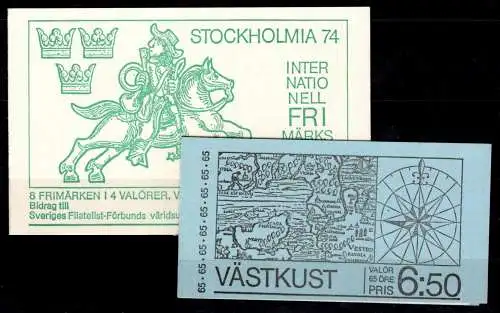 STOCKHOLMIA 74
INTER
NATIO
NELL
FRI
MÄRKS
8 FRIMÄRKEN I 4 VALÖRER, V
Bidrag till
Sveriges Filatelist-Förbunds världsu
65•65•65•65•65•65•65
VÄSTKUST
VALÖR
65 ÖRE
PRIS
6:50